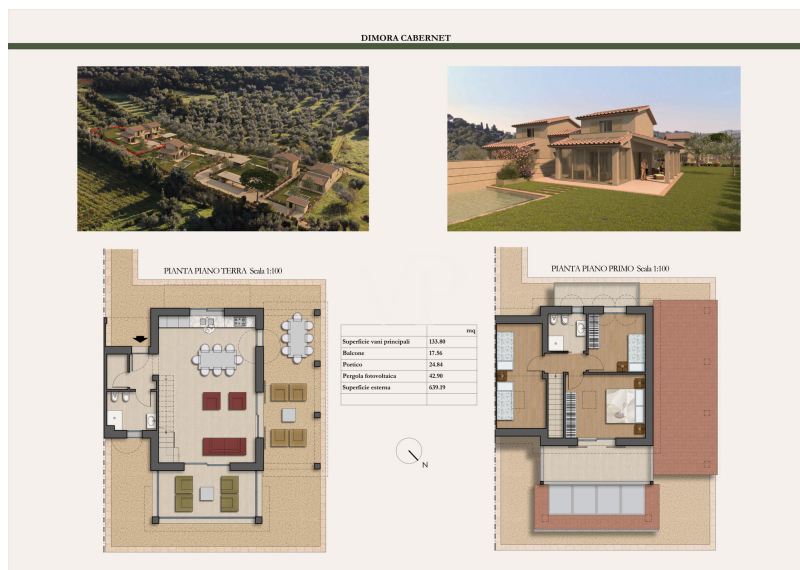 DIMORA CABERNET
PIANTA PIANO TERRA Scala 1:100
PIANTA PIANO PRIMO Scala 1:100
mq
Superficie vani principali 133.80
Balcone 17.56
Portico 24.84
Pergola fotovoltaica 42.90
Superficie esterna 639.19
N
VP